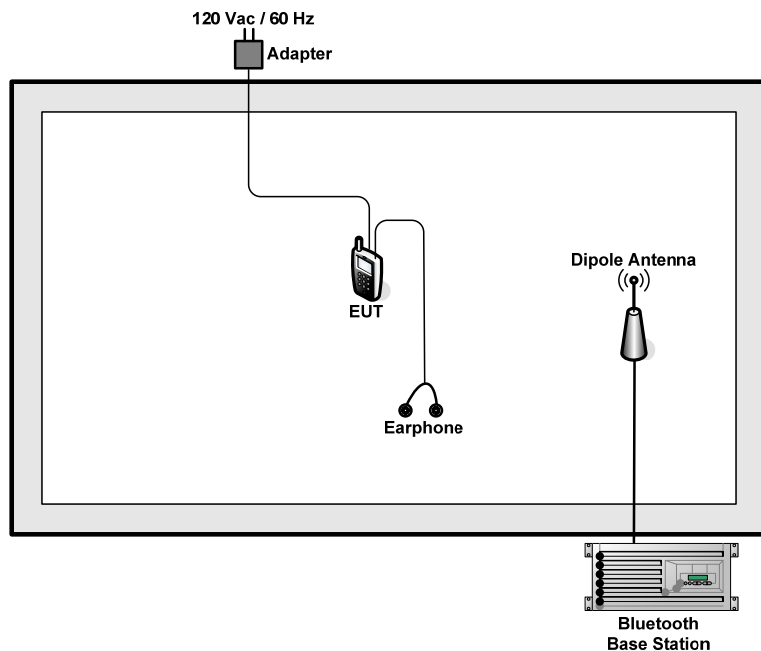 120 Vac / 60 Hz
Adapter
Dipole Antenna
EUT
Earphone
Bluetooth
Base Station